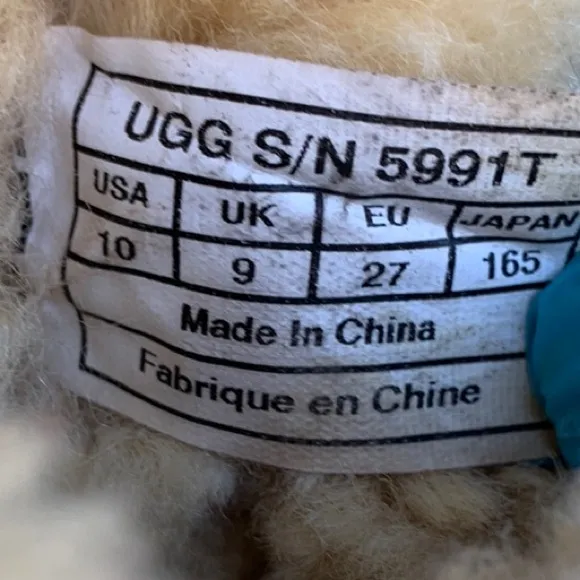 UGG S/N 5991T
USA UK EU JAPAN
10 9 27 165
Made In China
Fabrique en Chine